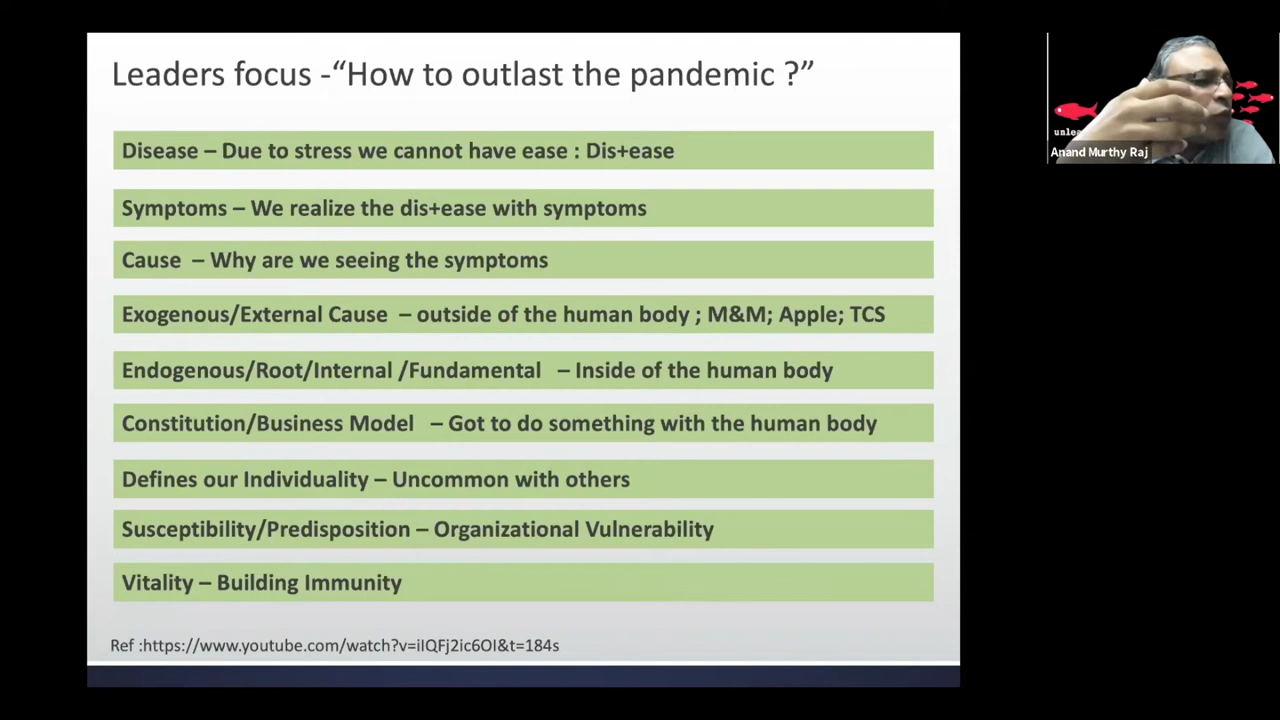 Leaders focus -“How to outlast the pandemic ?”
Disease – Due to stress we cannot have ease : Dis+ease
Symptoms – We realize the dis+ease with symptoms
Cause – Why are we seeing the symptoms
Exogenous/External Cause – outside of the human body ; M&M; Apple; TCS
Endogenous/Root/Internal /Fundamental – Inside of the human body
Constitution/Business Model – Got to do something with the human body
Defines our Individuality – Uncommon with others
Susceptibility/Predisposition – Organizational Vulnerability
Vitality – Building Immunity
Ref :https://www.youtube.com/watch?v=iIQFj2ic6OI&t=184s
Anand Murthy Raj